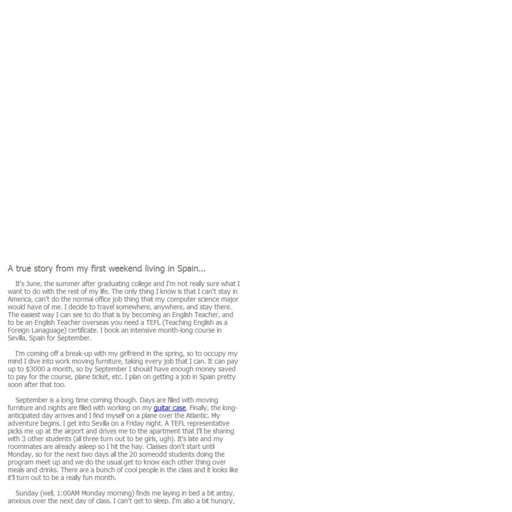 A true story from my first weekend living in Spain...
It's June, the summer after graduating college and I'm not really sure what I
want to do with the rest of my life. The only thing I know is that I can't stay in
America, can't do the normal office job thing that my computer science major
would have of me. I decide to travel somewhere, anywhere, and stay there.
The easiest way I can see to do that is by becoming an English Teacher, and
to be an English Teacher overseas you need a TEFL (Teaching English as a
Foreign Lanaguage) certificate. I book an intensive month-long course in
Sevilla, Spain for September.
I'm coming off a break-up with my girlfriend in the spring, so to occupy my
mind I dive into work moving furniture, taking every job that I can. It can pay
up to $3000 a month, so by September I should have enough money saved
to pay for the course, plane ticket, etc. I plan on getting a job in Spain pretty
soon after that too.
September is a long time coming though. Days are filled with moving
furniture and nights are filled with working on my guitar case. Finally, the long-
anticipated day arrives and I find myself on a plane over the Atlantic. My
adventure begins. I get into Sevilla on a Friday night. A TEFL representative
picks me up at the airport and drives me to the apartment that I'll be sharing
with 3 other students (all three turn out to be girls, ugh). It's late and my
roommates are already asleep so I hit the hay. Classes don't start until
Monday, so for the next two days all the 20 someodd students doing the
program meet up and we do the usual get to know each other thing over
meals and drinks. There are a bunch of cool people in the class and it looks like
it'll turn out to be a really fun month.
Sunday (well, 1:00AM Monday morning) finds me laying in bed a bit antsy,
anxious over the next day of class. I can't get to sleep. I'm also a bit hungry,